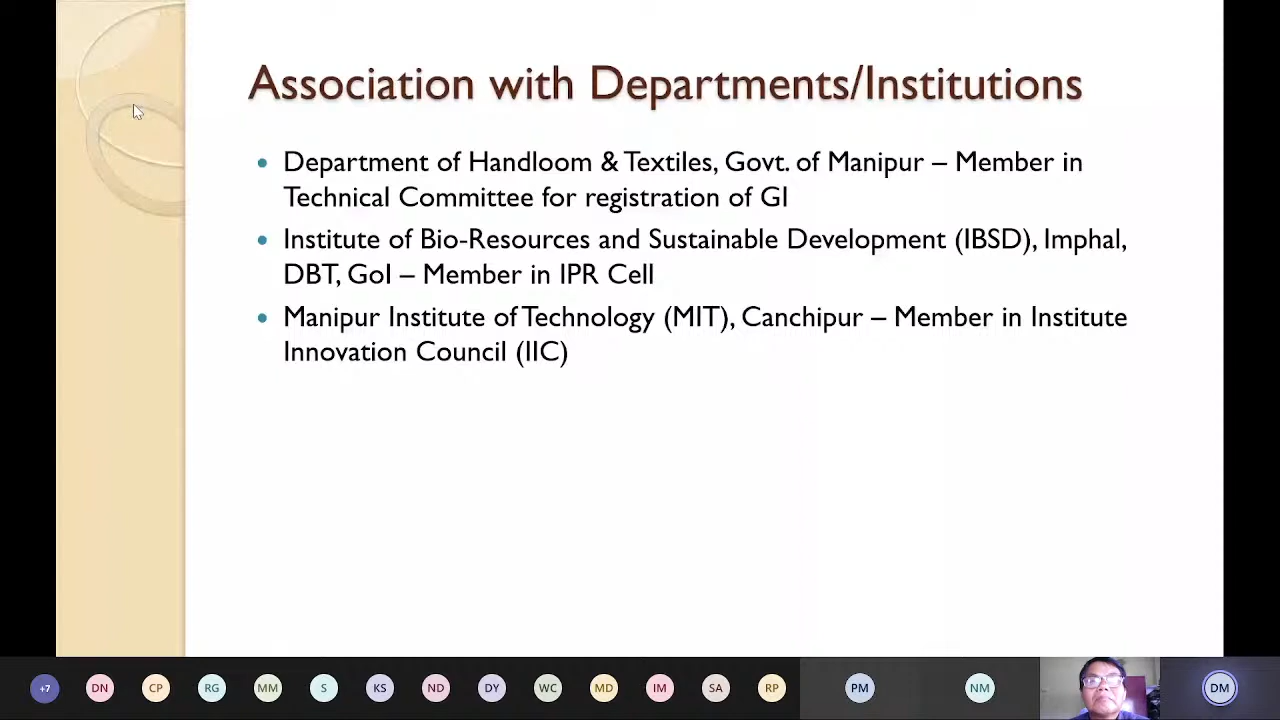 Association with Departments/Institutions
• Department of Handloom & Textiles, Govt. of Manipur – Member in
Technical Committee for registration of GI
• Institute of Bio-Resources and Sustainable Development (IBSD), Imphal,
DBT, GoI – Member in IPR Cell
• Manipur Institute of Technology (MIT), Canchipur – Member in Institute
Innovation Council (IIC)
+7 DN CP RG MM S KS ND DY WC MD IM SA RP PM NM DM